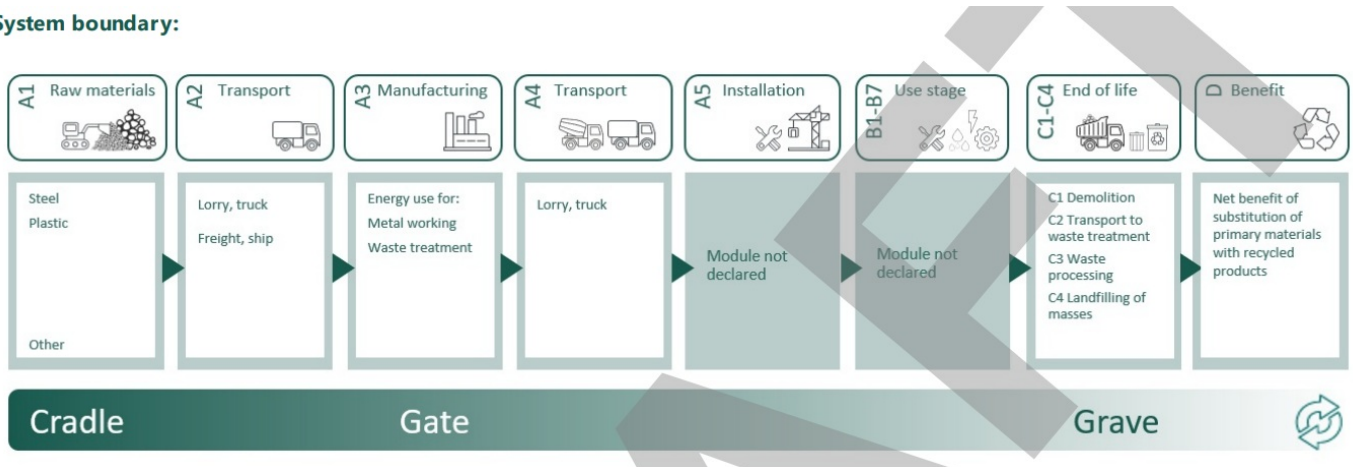 System boundary:
A1 Raw materials
A2 Transport
A3 Manufacturing
A4 Transport
A5 Installation
B1-B7 Use stage
C1-C4 End of life
D Benefit
Steel
Plastic
Other
Lorry, truck
Freight, ship
Energy use for:
Metal working
Waste treatment
Lorry, truck
Module not
declared
Module not
declared
C1 Demolition
C2 Transport to
waste treatment
C3 Waste
processing
C4 Landfilling of
masses
Net benefit of
substitution of
primary materials
with recycled
products
Cradle
Gate
Grave